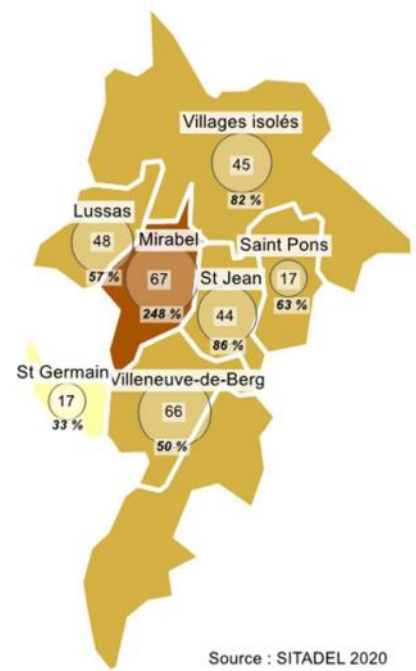 Villages isolés
45
82 %
Lussas
48
57 %
Mirabel
67
248 %
Saint Pons
17
63 %
St Jean
44
86 %
St Germain
17
33 %
Villeneuve-de-Berg
66
50 %
Source : SITADEL 2020